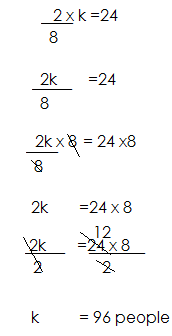 2 x k =24
8
2k =24
8
2k x 8 = 24 x8
8
2k =24 x 8
12
2k =24 x 8
2 2
k = 96 people